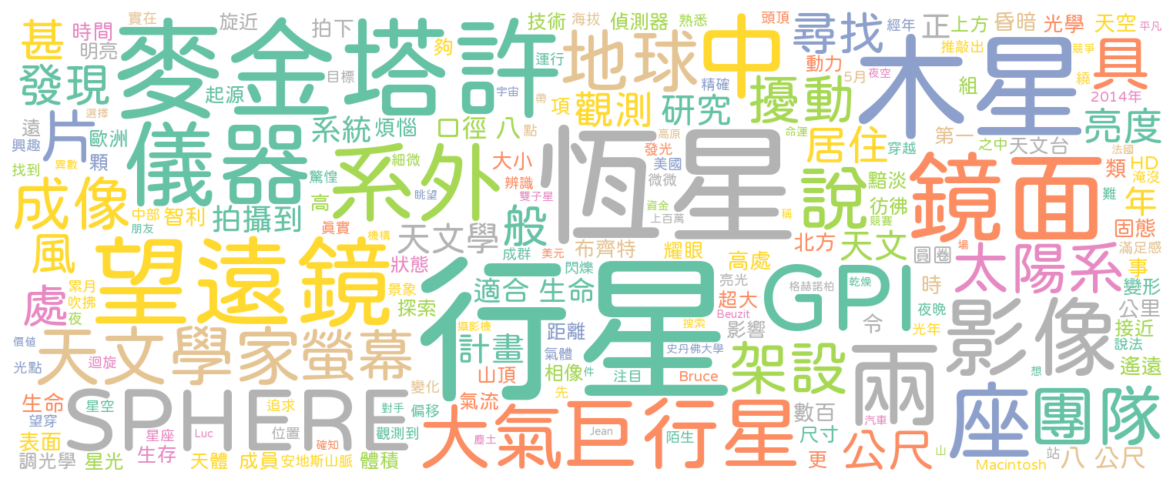 實在 旋近 拍下 技術 海拔 偵測器 熟悉 頭頂 尋找 經年 正 上方 昏暗 光學 天空 平凡
甚 時間 明亮 麥金塔許 夠 地球 中 動力 推敲出 競爭 具
發現 起源 目標 運行 宇宙 精確 5月 夜空 木星 組 顆 2014年
選擇 帶 項 觀測 研究 擾動 亮度
遠 興趣 片 歐洲 儀器 系統 煩惱 口徑 八 點 高原 發光 命運 居住 穿越 第一 之中 天文台 法國
找到 異數 顆 驚惶 系外 細微 大小 辨識 恆星 美國 微微 說 黯淡 鏡面 類 HD 淹沒
成像 中部 智利 朋友 拍攝到 高 眺望 雙子星 資金 上百萬 稱 彷彿 難 年
風 望遠鏡 機構 眞實 天文學 般 成群 美元 布齊特 耀眼 競賽 北方 天文 場 圓圈 固態 滿足感
處 累月 吹拂 夜 狀態 景象 探索 行星 閃爍 適合 生命 高處 亮光 超大 Beuzit GPI 格赫諾柏 乾燥 時 太陽系 事 變形
價值 天文學家 螢幕 攝影機 計畫 距離 氣體 搜索 影響 史丹佛大學 令 夜晚 光年 影像 公里 接近 說法
光點 迴旋 變化 先 山頂 相像 件 注目 Bruce 架設 兩 想 遙遠
生命 望穿 星空 SPHERE 追求 對手 偏移 氣流 大氣 巨行星 數百 汽車 尺寸 座 團隊
表面 星座 生存 Luc 位置 確知 觀測到 塵土 Jean 陌生 更 公尺 山 站 八 公尺
調光學 星光 天體 成員 安地斯山脈 體積 Macintosh